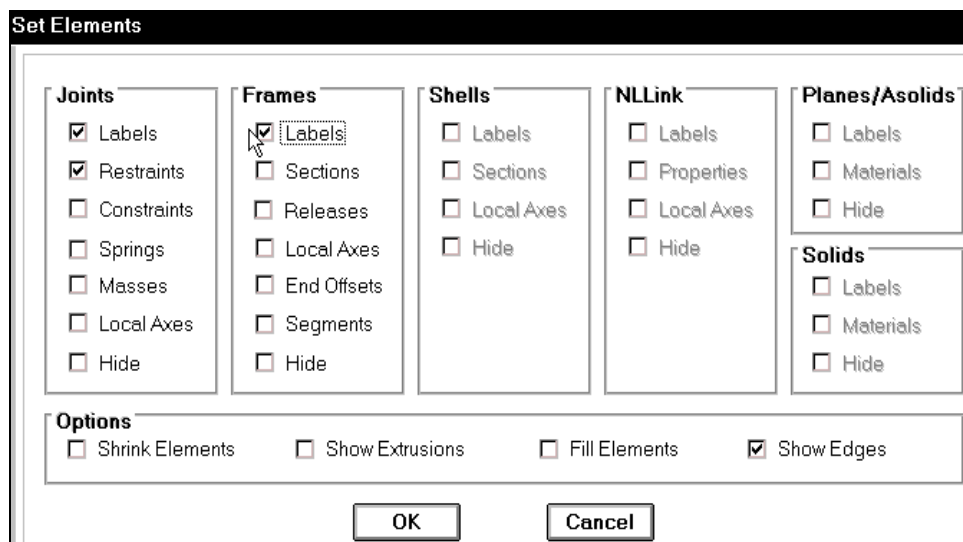 Set Elements
Joints
Labels
Restraints
Constraints
Springs
Masses
Local Axes
Hide
Frames
Labels
Sections
Releases
Local Axes
End Offsets
Segments
Hide
Shells
Labels
Sections
Local Axes
Hide
NLLink
Labels
Properties
Local Axes
Hide
Planes/Asolids
Labels
Materials
Hide
Solids
Labels
Materials
Hide
Options
Shrink Elements
Show Extrusions
Fill Elements
Show Edges
OK
Cancel